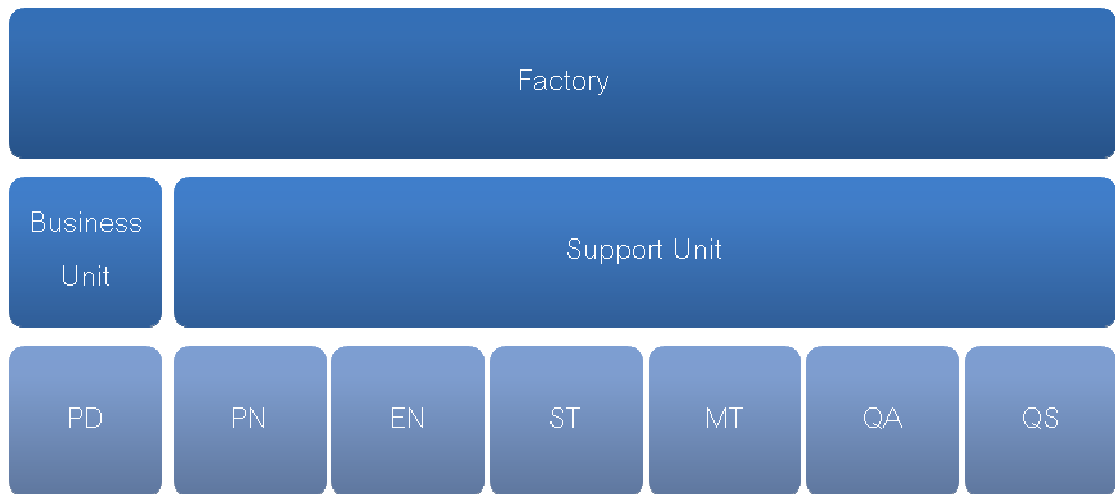 Factory
Business
Unit
Support Unit
PD
PN
EN
ST
MT
QA
QS